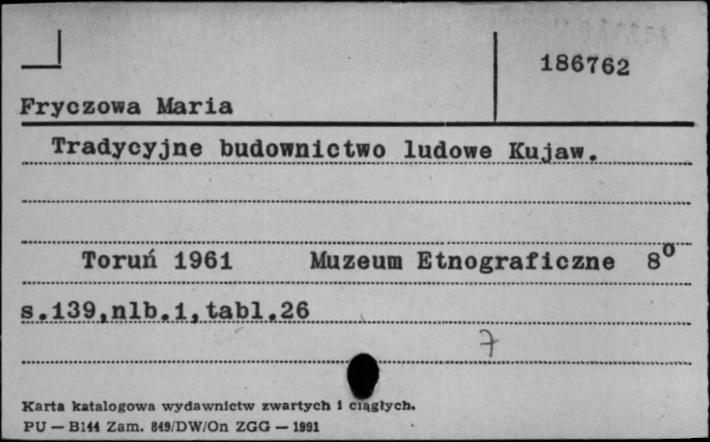 186762
Fryczowa Maria
Tradycyjne budownictwo ludowe Kujaw.
Toruń 1961 Muzeum Etnograficzne 8⁰
s.139,nlb.1,tabl.26
7
Karta katalogowa wydawnictw zwartych i ciągłych.
PU — B144 Zam. 849/DW/On ZGG — 1991